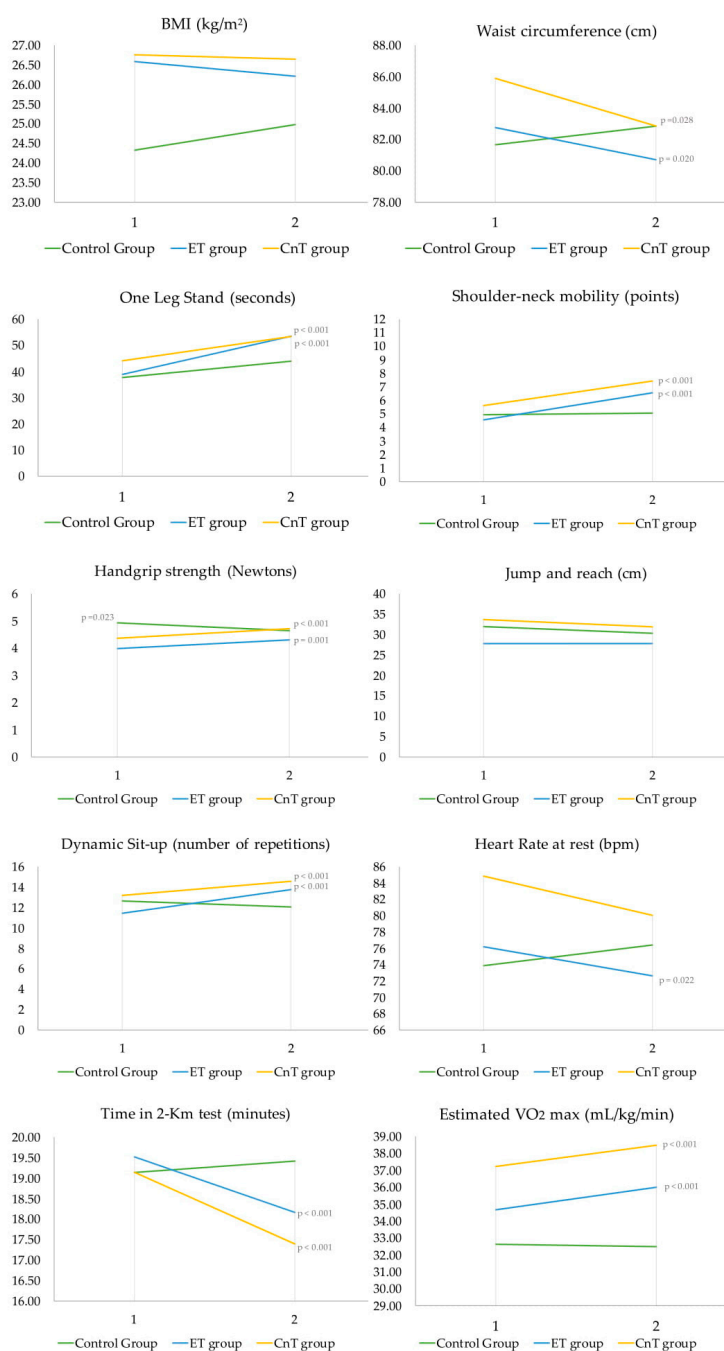 BMI (kg/m²)
27.00
26.50
26.00
25.50
25.00
24.50
24.00
23.50
23.00
1 2
Control Group ET group CnT group
Waist circumference (cm)
88.00
86.00
84.00
82.00
80.00
78.00
p =0.028
p = 0.020
1 2
Control Group ET group CnT group
One Leg Stand (seconds)
60
50
40
30
20
10
0
p < 0.001
p < 0.001
1 2
Control Group ET group CnT group
Shoulder-neck mobility (points)
12
11
10
9
8
7
6
5
4
3
2
1
0
p < 0.001
p < 0.001
1 2
Control Group ET group CnT group
Handgrip strength (Newtons)
6
5
4
3
2
1
0
p =0.023
p < 0.001
p = 0.001
1 2
Control Group ET group CnT group
Jump and reach (cm)
40
35
30
25
20
15
10
5
0
1 2
Control Group ET group CnT group
Dynamic Sit-up (number of repetitions)
16
14
12
10
8
6
4
2
0
p < 0.001
p < 0.001
1 2
Control Group ET group CnT group
Heart Rate at rest (bpm)
86
84
82
80
78
76
74
72
70
68
66
p = 0.022
1 2
Control Group ET group CnT group
Time in 2-Km test (minutes)
20.00
19.50
19.00
18.50
18.00
17.50
17.00
16.50
16.00
p < 0.001
p < 0.001
1 2
Control Group ET group CnT group
Estimated VO2 max (mL/kg/min)
39.00
38.00
37.00
36.00
35.00
34.00
33.00
32.00
31.00
30.00
29.00
p < 0.001
p < 0.001
1 2
Control Group ET group CnT group